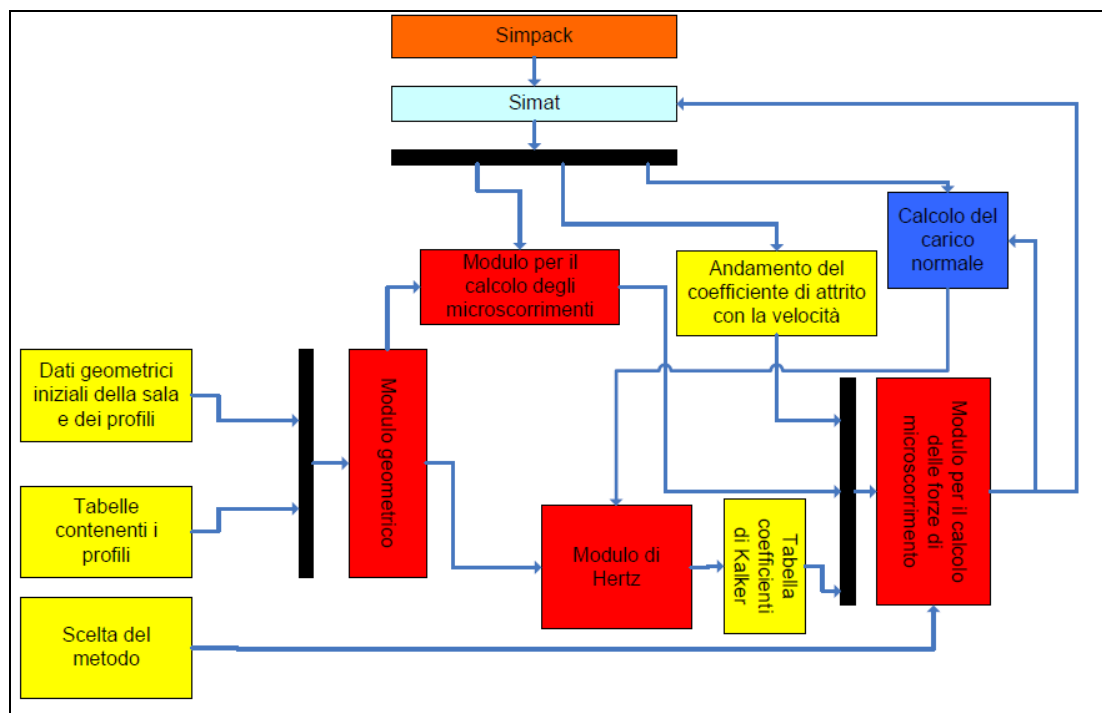 Simpack
Simat
Calcolo del
carico
normale
Modulo per il
calcolo degli
microscorrimenti
Andamento del
coefficiente di attrito
con la velocità
Dati geometrici
iniziali della sala
e dei profili
Modulo geometrico
Modulo per il calcolo
delle forze di
microscorrimento
Tabelle
contenenti i
profili
Modulo di
Hertz
Tabella
coefficienti
di Kalker
Scelta del
metodo